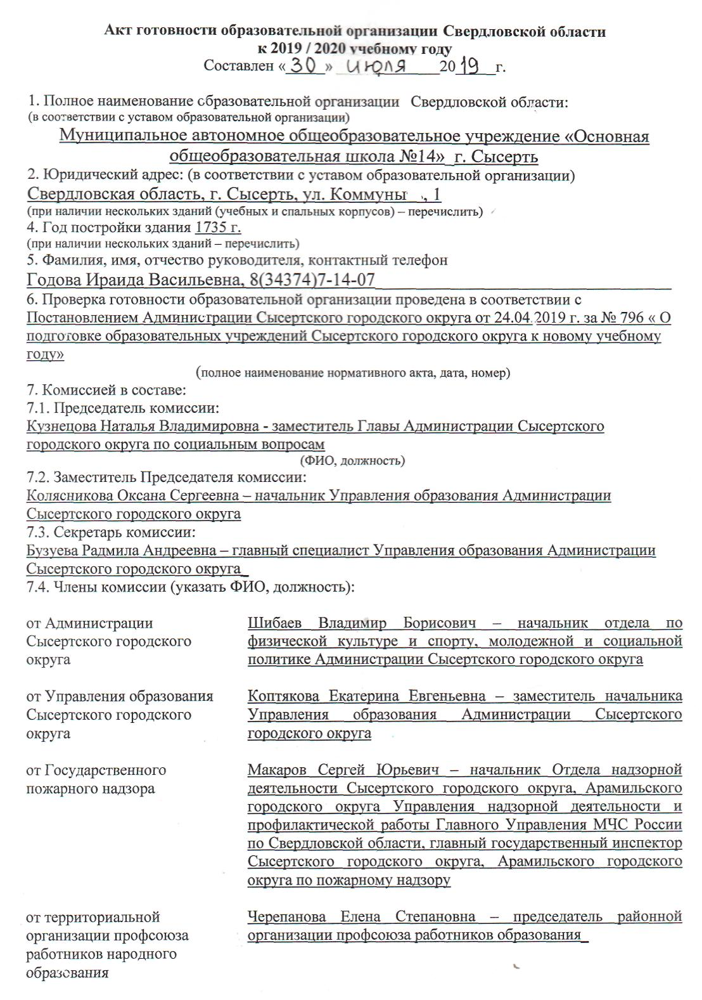 Акт готовности образовательной организации Свердловской области
к 2019 / 2020 учебному году
Составлен «30» июля 2019 г.
1. Полное наименование образовательной организации Свердловской области:
(в соответствии с уставом образовательной организации)
Муниципальное автономное общеобразовательное учреждение «Основная
общеобразовательная школа №14»_г. Сысерть
2. Юридический адрес: (в соответствии с уставом образовательной организации)
Свердловская область, г. Сысерть, ул. Коммуны , 1
(при наличии нескольких зданий (учебных и спальных корпусов) – перечислить)
4. Год постройки здания 1735 г.
(при наличии нескольких зданий – перечислить)
5. Фамилия, имя, отчество руководителя, контактный телефон
Годова Ираида Васильевна, 8(34374)7-14-07
6. Проверка готовности образовательной организации проведена в соответствии с
Постановлением Администрации Сысертского городского округа от 24.04.2019 г. за № 796 « О
подготовке образовательных учреждений Сысертского городского округа к новому учебному
году»
(полное наименование нормативного акта, дата, номер)
7. Комиссией в составе:
7.1. Председатель комиссии:
Кузнецова Наталья Владимировна - заместитель Главы Администрации Сысертского
городского округа по социальным вопросам
(ФИО, должность)
7.2. Заместитель Председателя комиссии:
Колясникова Оксана Сергеевна – начальник Управления образования Администрации
Сысертского городского округа
7.3. Секретарь комиссии:
Бузуева Радмила Андреевна – главный специалист Управления образования Администрации
Сысертского городского округа_
7.4. Члены комиссии (указать ФИО, должность):
от Администрации
Сысертского городского
округа
Шибаев Владимир Борисович – начальник отдела по
физической культуре и спорту, молодежной и социальной
политике Администрации Сысертского городского округа
от Управления образования
Сысертского городского
округа
Коптякова Екатерина Евгеньевна – заместитель начальника
Управления образования Администрации Сысертского
городского округа
от Государственного
пожарного надзора
Макаров Сергей Юрьевич – начальник Отдела надзорной
деятельности Сысертского городского округа, Арамильского
городского округа Управления надзорной деятельности и
профилактической работы Главного Управления МЧС России
по Свердловской области, главный государственный инспектор
Сысертского городского округа, Арамильского городского
округа по пожарному надзору
от территориальной
организации профсоюза
работников народного
образования
Черепанова Елена Степановна – председатель районной
организации профсоюза работников образования_